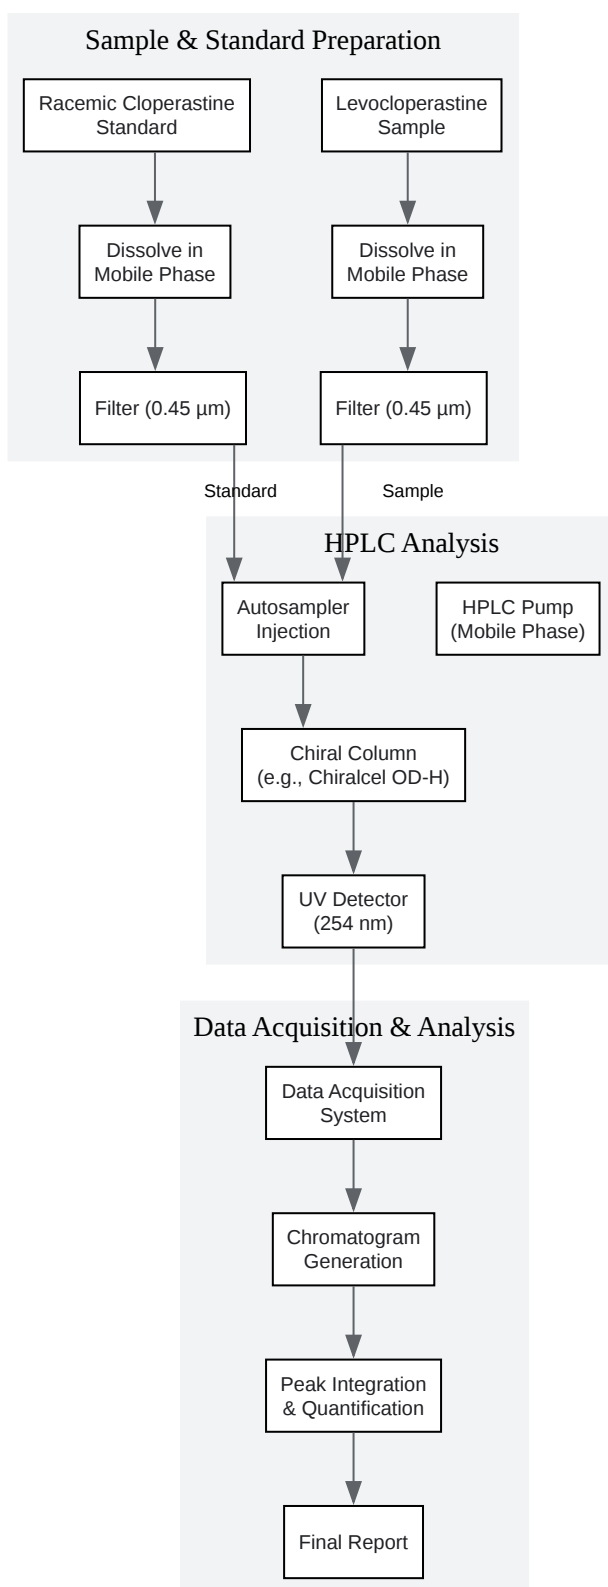 Sample & Standard Preparation
Racemic Cloperastine
Standard
Levocloperastine
Sample
Dissolve in
Mobile Phase
Dissolve in
Mobile Phase
Filter (0.45 µm)
Filter (0.45 µm)
Standard
Sample
HPLC Analysis
Autosampler
Injection
HPLC Pump
(Mobile Phase)
Chiral Column
(e.g., Chiralcel OD-H)
UV Detector
(254 nm)
Data Acquisition & Analysis
Data Acquisition
System
Chromatogram
Generation
Peak Integration
& Quantification
Final Report